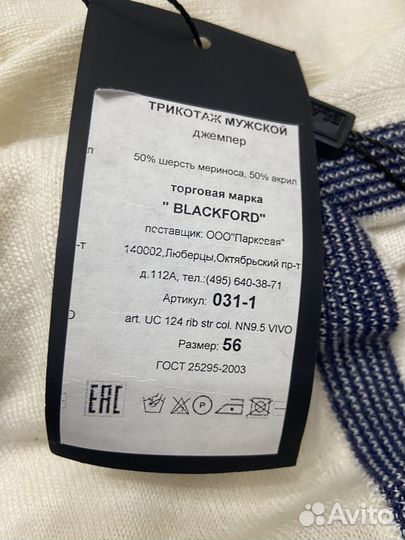 ТРИКОТАЖ МУЖСКОЙ
джемпер
50% шерсть мериноса, 50% акрил
торговая марка
" BLACKFORD"
поставщик: ООО"Парковая"
140002,Люберцы,Октябрьский пр-т
д.112А, тел.:(495) 640-38-71
Артикул: 031-1
art. UC 124 rib str col. NN9.5 VIVO
Размер: 56
ГОСТ 25295-2003
EAC
P
Avito